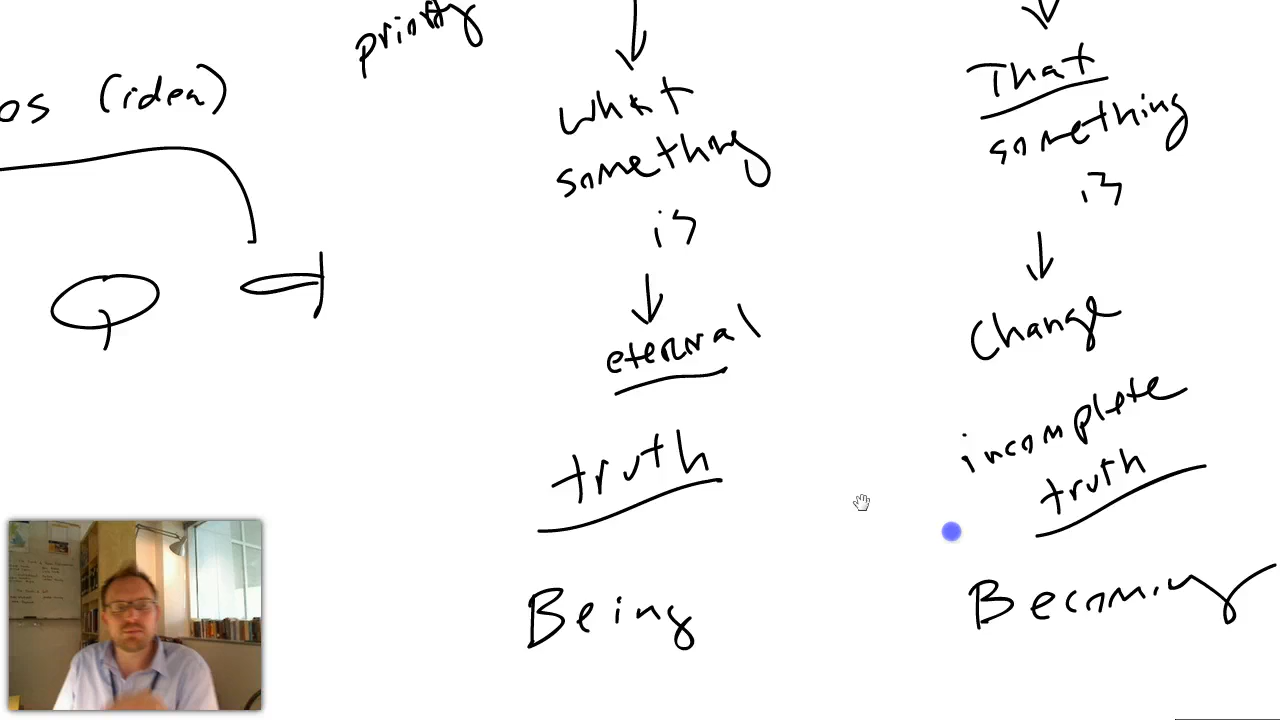 priority
os (idea)
what
something
is
eternal
truth
Being
That
something
is
Change
incomplete
truth
Becoming